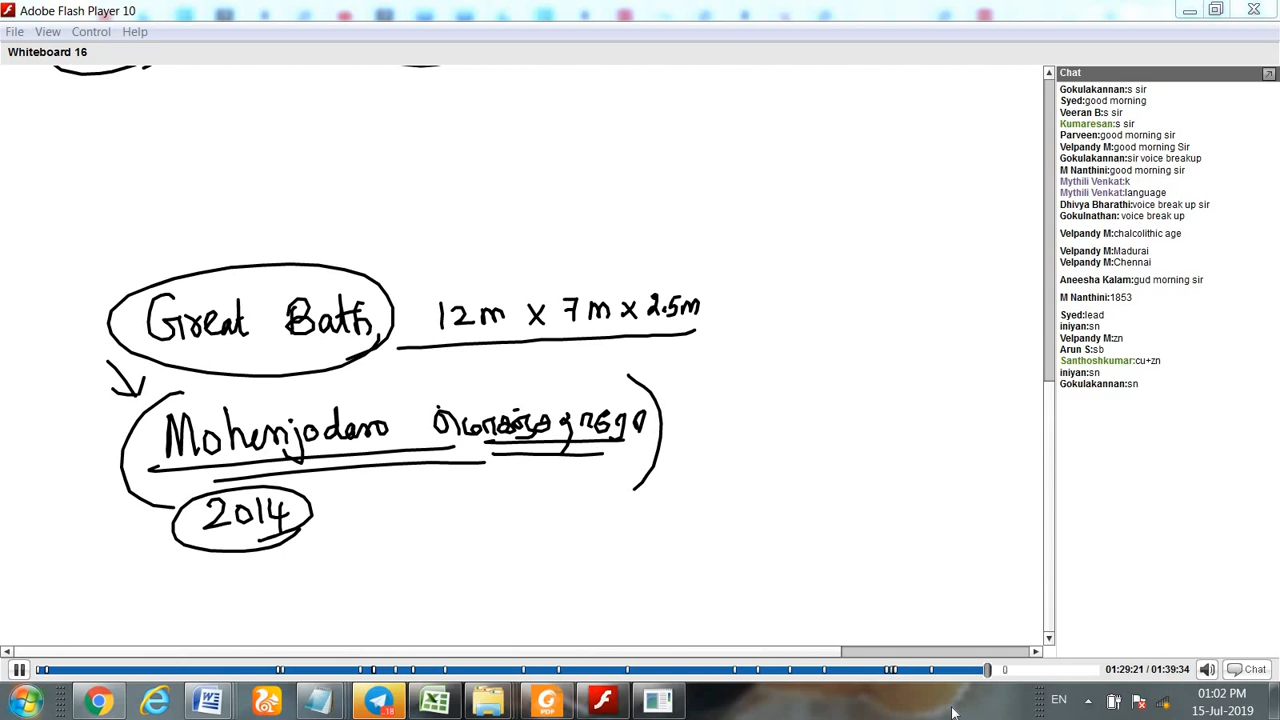 Adobe Flash Player 10
File View Control Help
Whiteboard 16
Great Bath, 12m x 7m x 2.5m
Mohenjodaro
2014
Chat
Gokulakannan:s sir
Syed:good morning
Veeran B:s sir
Kumaresan:s sir
Parveen:good morning sir
Velpandy M:good morning Sir
Gokulakannan:sir voice breakup
M Nanthini:good morning sir
Mythili Venkat:k
Mythili Venkat:language
Dhivya Bharathi:voice break up sir
Gokulnathan: voice break up
Velpandy M:chalcolithic age
Velpandy M:Madurai
Velpandy M:Chennai
Aneesha Kalam:gud morning sir
M Nanthini:1853
Syed:lead
iniyan:sn
Velpandy M:zn
Arun S:sb
Santhoshkumar:cu+zn
iniyan:sn
Gokulakannan:sn
01:29:21 / 01:39:34 Chat
18 PDF EN 01:02 PM
15-Jul-2019